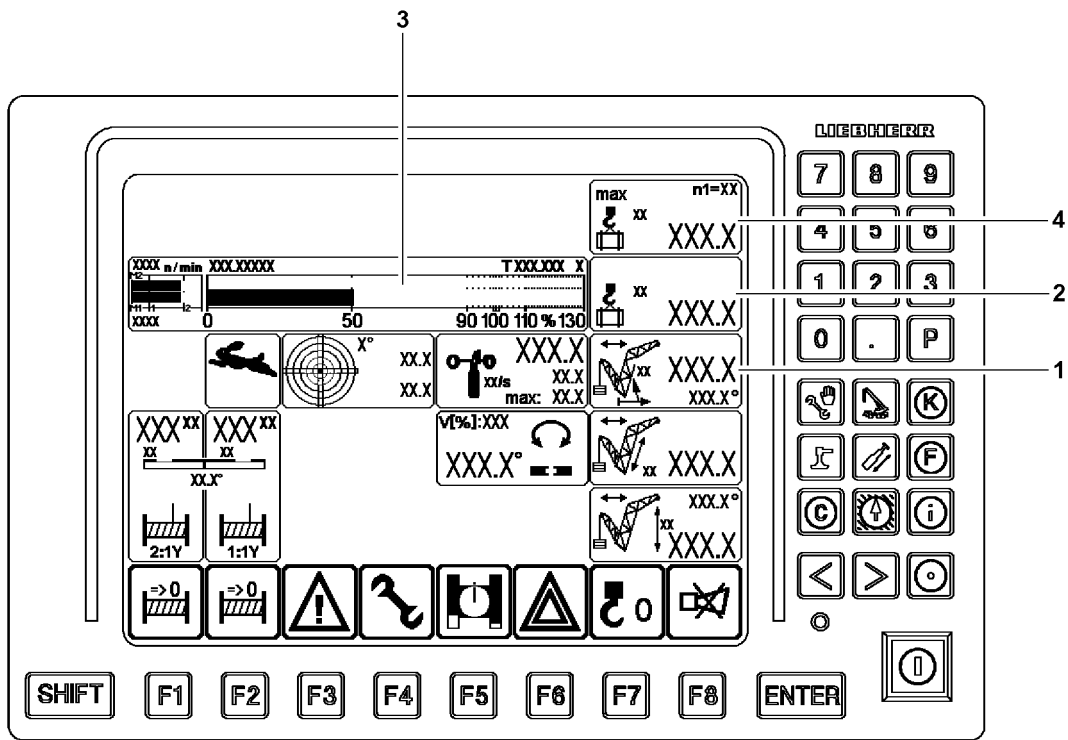 3
LIEBHERR
7 8 9
max n1=XX
xx XXX.X
4
4 5 6
XXXX n/min XXX.XXXXX T XXX.XXX X
M2
M1 1 2
XXXX 0 50 90 100 110 % 130
xx XXX.X
2
1 2 3
0 . P
X° XX.X
XX.X
XXX.X
xx/s XX.X
max: XX.X
xx XXX.X
XXX.X°
1
K
XXX xx XXX xx
xx xx
XX.X°
2:1Y 1:1Y
V[%]:XXX
XXX.X°
xx XXX.X
F
XXX.X°
xx XXX.X
C i
=>0 =>0 ! 0
< >
SHIFT F1 F2 F3 F4 F5 F6 F7 F8 ENTER